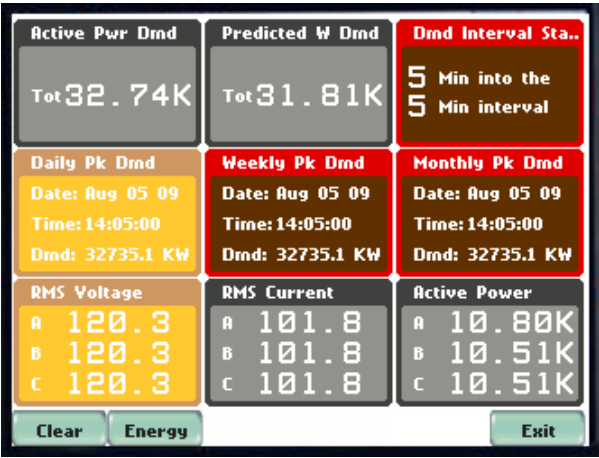 Active Pwr Dmd
Tot 32.74K
Predicted W Dmd
Tot 31.81K
Dmd Interval Sta..
5 Min into the
5 Min interval
Daily Pk Dmd
Date: Aug 05 09
Time: 14:05:00
Dmd: 32735.1 KW
Weekly Pk Dmd
Date: Aug 05 09
Time: 14:05:00
Dmd: 32735.1 KW
Monthly Pk Dmd
Date: Aug 05 09
Time: 14:05:00
Dmd: 32735.1 KW
RMS Voltage
A 120.3
B 120.3
C 120.3
RMS Current
A 101.8
B 101.8
C 101.8
Active Power
A 10.80K
B 10.51K
C 10.51K
Clear
Energy
Exit